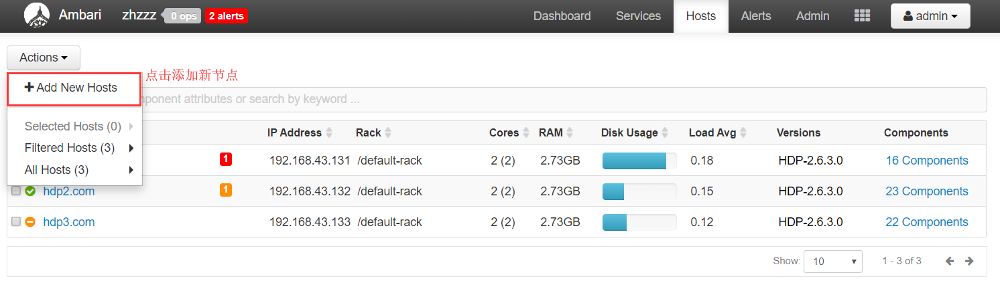 Ambari zhzzz 0 ops 2 alerts Dashboard Services Hosts Alerts Admin admin
Actions
点击添加新节点
Add New Hosts
ponent attributes or search by keyword ...
Selected Hosts (0)
Filtered Hosts (3)
All Hosts (3)
IP Address Rack Cores RAM Disk Usage Load Avg Versions Components
1 192.168.43.131 /default-rack 2 (2) 2.73GB 0.18 HDP-2.6.3.0 16 Components
hdp2.com 1 192.168.43.132 /default-rack 2 (2) 2.73GB 0.15 HDP-2.6.3.0 23 Components
hdp3.com 192.168.43.133 /default-rack 2 (2) 2.73GB 0.12 HDP-2.6.3.0 22 Components
Show: 10 1 - 3 of 3